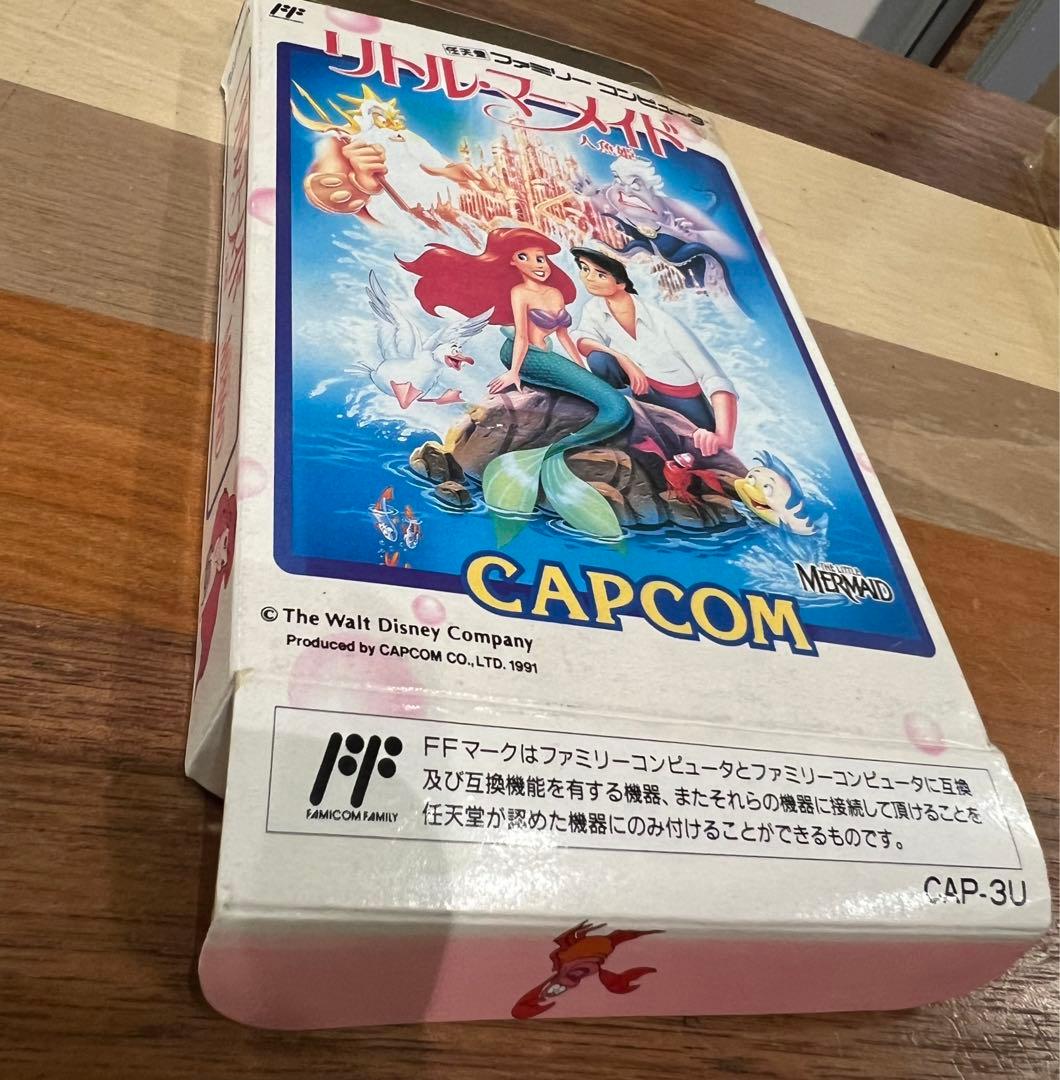 FF
任天堂 ファミリー コンピュータ
リトル・マーメイド
人魚姫
THE LITTLE
MERMAID
CAPCOM
© The Walt Disney Company
Produced by CAPCOM CO., LTD. 1991
FF
FAMICOM FAMILY
FFマークはファミリーコンピュータとファミリーコンピュータに互換
及び互換機能を有する機器、またそれらの機器に接続して頂けることを
任天堂が認めた機器にのみ付けることができるものです。
CAP-3U